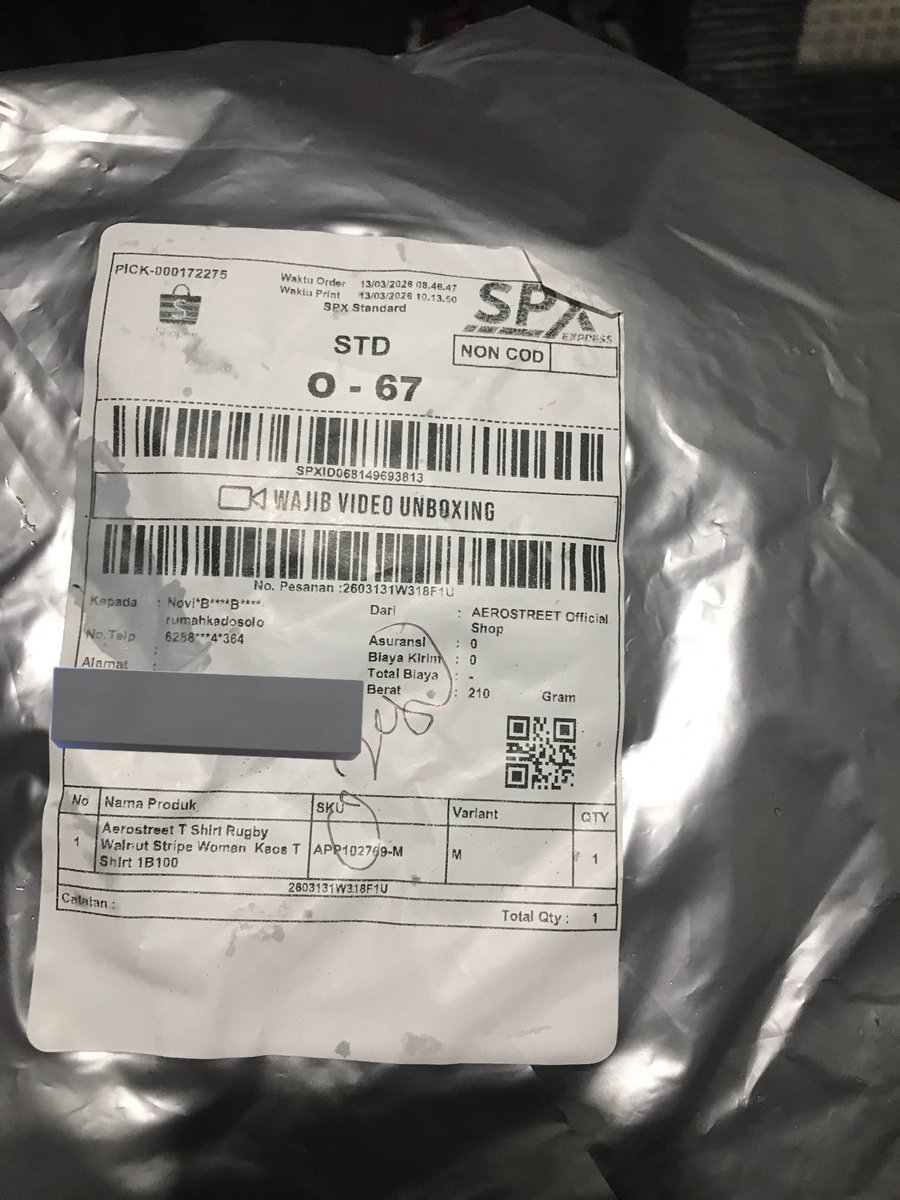 PICK-000172275
Waktu Order 13/03/2026 08.46.47
Waktu Print 13/03/2026 10.13.50
SPX Standard
S
Shopee
SPX
EXPRESS
STD
NON COD
O - 67
SPXID068149693813
WAJIB VIDEO UNBOXING
No. Pesanan :2603131W318F1U
Kepada : Novi*B****B****
rumahkadosolo
No.Telp 6288***4*364
:
Alamat :
Dari : AEROSTREET Official
Shop
Asuransi : 0
Biaya Kirim : 0
Total Biaya : -
Berat : 210 Gram
No Nama Produk SKU Variant QTY
1 Aerostreet T Shirt Rugby
Walnut Stripe Woman Kaos T
Shirt 1B100 APP102769-M M 1
2603131W318F1U
Catatan :
Total Qty : 1